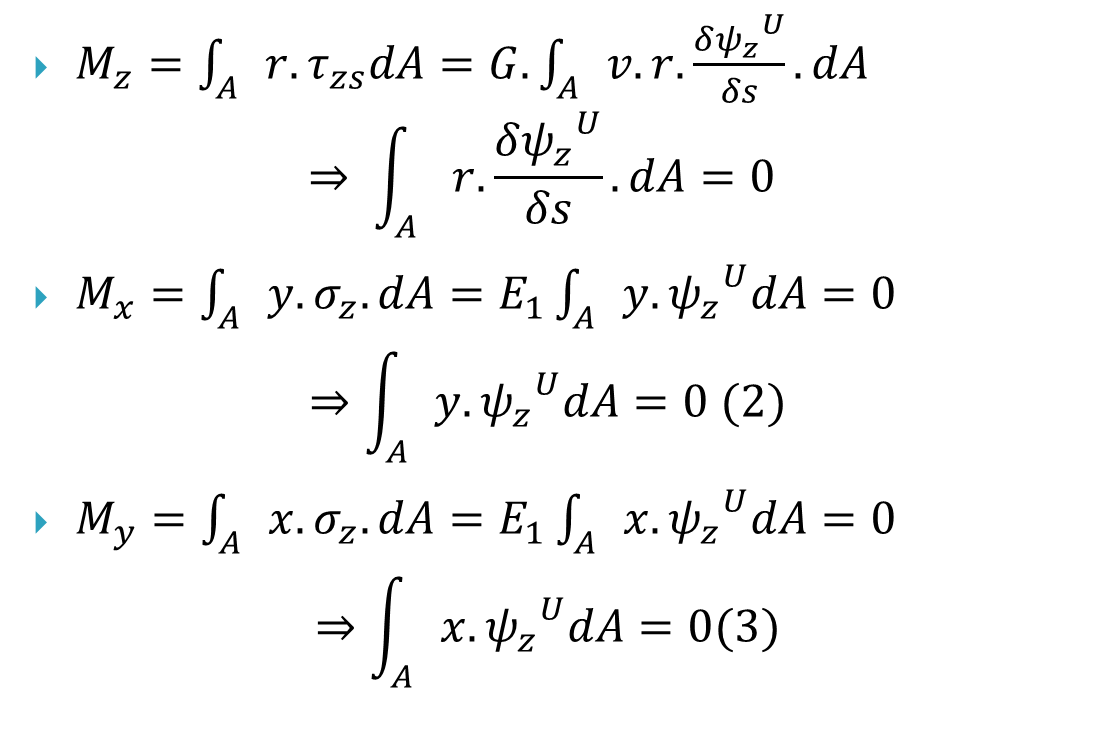 M_z = ∫_A r.τ_zs dA = G.∫_A v.r.(δψ_z^U/δs).dA
⇒ ∫_A r.(δψ_z^U/δs).dA = 0
M_x = ∫_A y.σ_z.dA = E_1 ∫_A y.ψ_z^U dA = 0
⇒ ∫_A y.ψ_z^U dA = 0 (2)
M_y = ∫_A x.σ_z.dA = E_1 ∫_A x.ψ_z^U dA = 0
⇒ ∫_A x.ψ_z^U dA = 0(3)